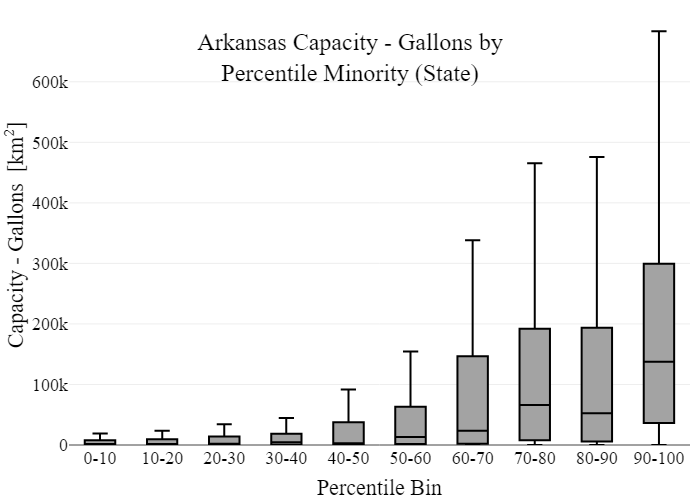 Arkansas Capacity - Gallons by
Percentile Minority (State)
Capacity - Gallons [km²]
600k
500k
400k
300k
200k
100k
0
0-10 10-20 20-30 30-40 40-50 50-60 60-70 70-80 80-90 90-100
Percentile Bin